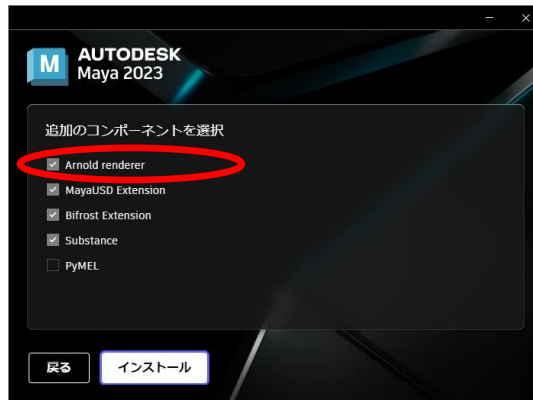 M
AUTODESK
Maya 2023
追加のコンポーネントを選択
Arnold renderer
MayaUSD Extension
Bifrost Extension
Substance
PyMEL
戻る
インストール